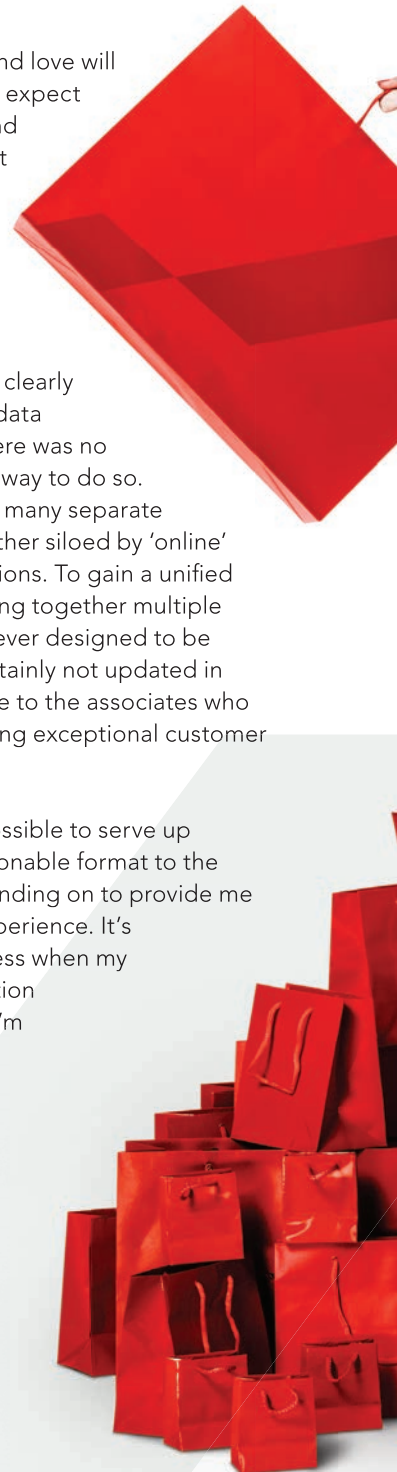 nd love will
expect
nd
t
clearly
data
ere was no
way to do so.
many separate
ther siloed by ‘online’
ions. To gain a unified
ng together multiple
ever designed to be
tainly not updated in
e to the associates who
ng exceptional customer
ossible to serve up
onable format to the
nding on to provide me
perience. It’s
ess when my
tion
’m